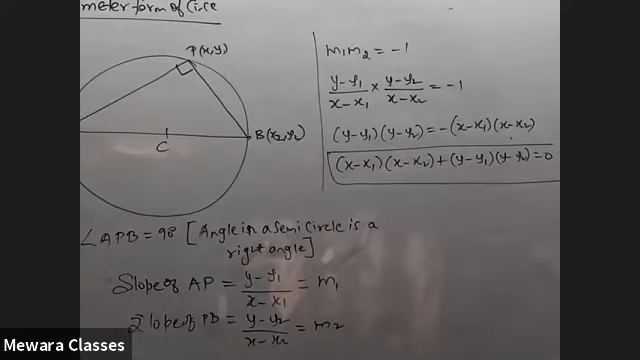 meter form of Circle
P(x,y)
B(x2,y2)
C
∠APB = 90° [Angle in a semi circle is a
right angle]
Slope of AP = (y-y1)/(x-x1) = m1
Slope of PB = (y-y2)/(x-x2) = m2
m1m2 = -1
(y-y1)/(x-x1) × (y-y2)/(x-x2) = -1
(y-y1)(y-y2) = -(x-x1)(x-x2)
(x-x1)(x-x2)+(y-y1)(y-y2)=0
Mewara Classes